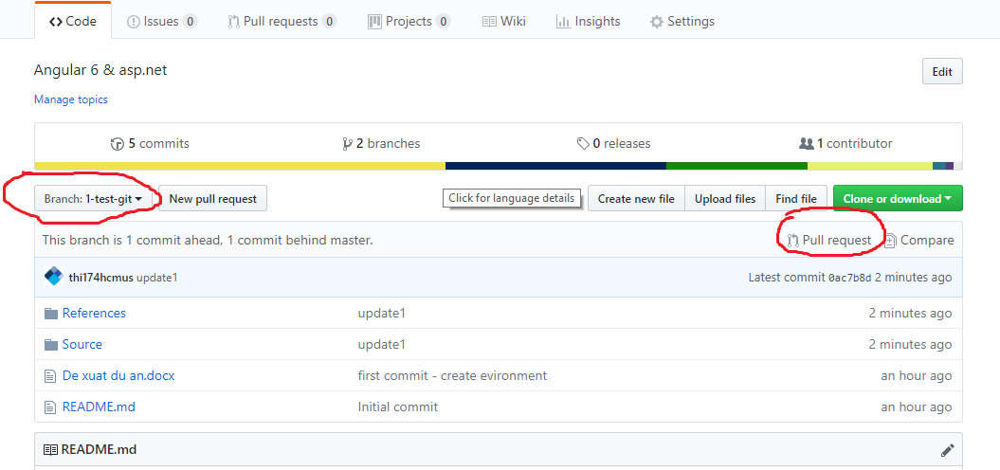 Code Issues 0 Pull requests 0 Projects 0 Wiki Insights Settings
Angular 6 & asp.net Edit
Manage topics
5 commits 2 branches 0 releases 1 contributor
Branch: 1-test-git New pull request Click for language details Create new file Upload files Find file Clone or download
This branch is 1 commit ahead, 1 commit behind master. Pull request Compare
thi174hcmus update1 Latest commit 0ac7b8d 2 minutes ago
References update1 2 minutes ago
Source update1 2 minutes ago
De xuat du an.docx first commit - create evironment an hour ago
README.md Initial commit an hour ago
README.md